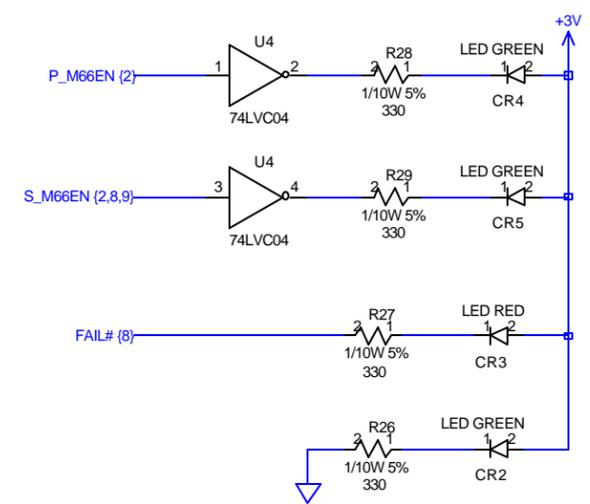 +3V
U4
R28
LED GREEN
P_M66EN {2}
1
2
2
1
1
2
1/10W 5%
330
CR4
74LVC04
U4
R29
LED GREEN
S_M66EN {2,8,9}
3
4
2
1
1
2
1/10W 5%
330
CR5
74LVC04
R27
LED RED
FAIL# {8}
2
1
1
2
1/10W 5%
330
CR3
R26
LED GREEN
2
1
1
2
1/10W 5%
330
CR2